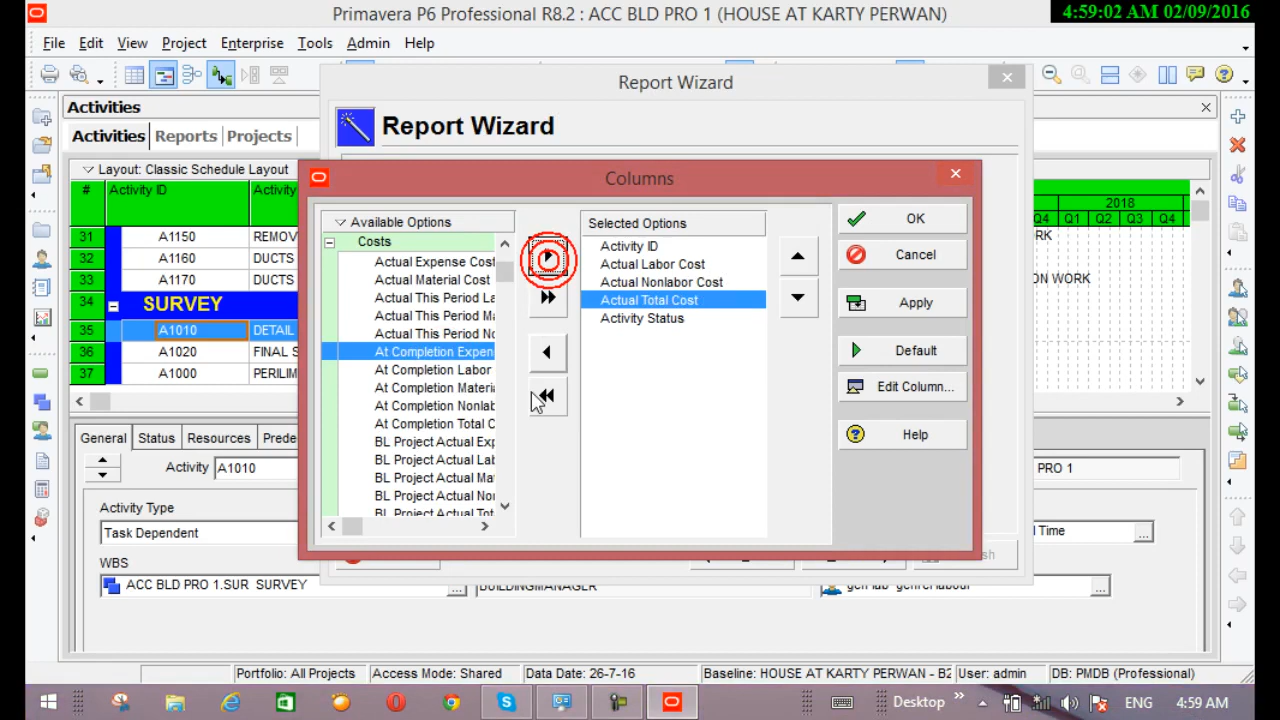 Primavera P6 Professional R8.2 : ACC BLD PRO 1 (HOUSE AT KARTY PERWAN)
4:59:02 AM 02/09/2016
File Edit View Project Enterprise Tools Admin Help
Report Wizard
Activities
Report Wizard
Activities Reports Projects
Layout: Classic Schedule Layout
Columns
# Activity ID Activity
2018
Q4 Q1 Q2 Q3 Q4
31 A1150 REMOV
32 A1160 DUCTS
33 A1170 DUCTS
ON WORK
34 SURVEY
35 A1010 DETAIL
36 A1020 FINAL S
37 A1000 PERILIM
Available Options
Costs
Actual Expense Cost
Actual Material Cost
Actual This Period La
Actual This Period Ma
Actual This Period No
At Completion Expen
At Completion Labor
At Completion Materia
At Completion Nonlab
At Completion Total C
BL Project Actual Exp
BL Project Actual Lab
BL Project Actual Mat
BL Project Actual Nor
BL Project Actual Tot
Selected Options
Activity ID
Actual Labor Cost
Actual Nonlabor Cost
Actual Total Cost
Activity Status
OK
Cancel
Apply
Default
Edit Column...
Help
General Status Resources Prede
Activity A1010
PRO 1
Activity Type
Task Dependent
Time
...
WBS
ACC BLD PRO 1.SUR SURVEY
...
BUILDINGMANAGER
...
Portfolio: All Projects
Access Mode: Shared
Data Date: 26-7-16
Baseline: HOUSE AT KARTY PERWAN - B2
User: admin
DB: PMDB (Professional)
Desktop
ENG
4:59 AM